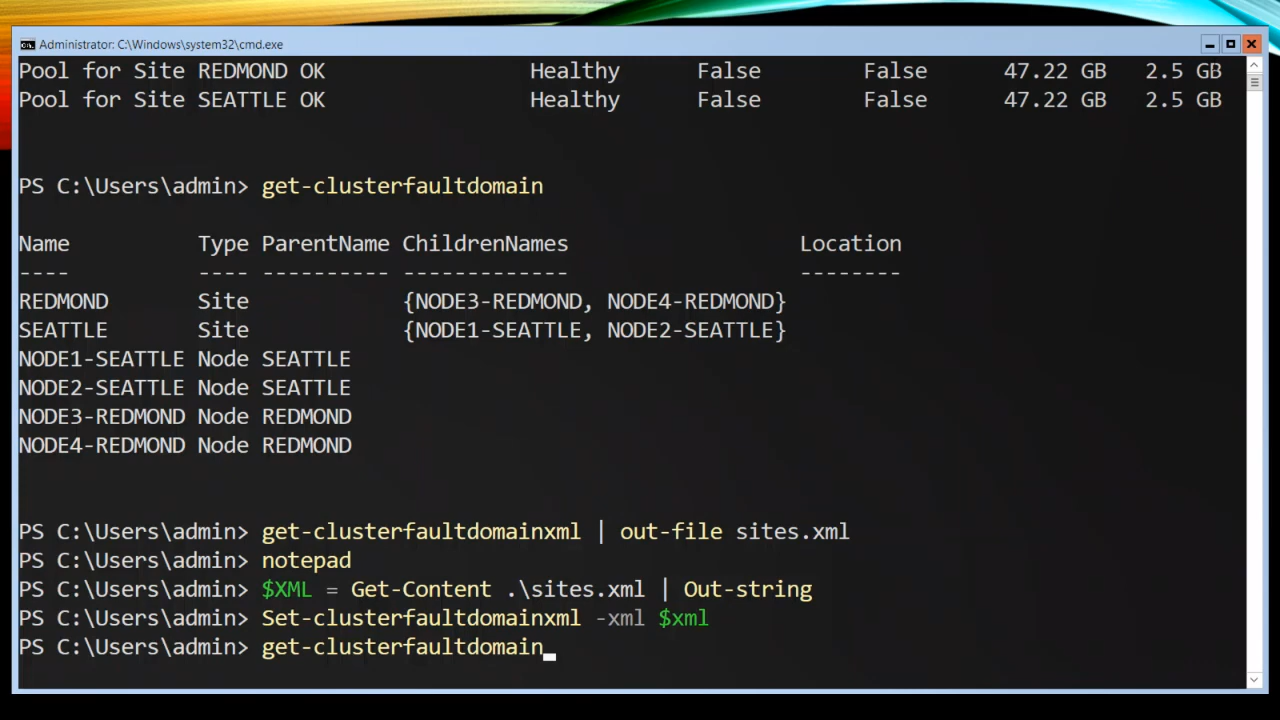 Administrator: C:\Windows\system32\cmd.exe
Pool for Site REDMOND OK Healthy False False 47.22 GB 2.5 GB
Pool for Site SEATTLE OK Healthy False False 47.22 GB 2.5 GB
PS C:\Users\admin> get-clusterfaultdomain
Name Type ParentName ChildrenNames Location
---- ---- ---------- ------------- --------
REDMOND Site {NODE3-REDMOND, NODE4-REDMOND}
SEATTLE Site {NODE1-SEATTLE, NODE2-SEATTLE}
NODE1-SEATTLE Node SEATTLE
NODE2-SEATTLE Node SEATTLE
NODE3-REDMOND Node REDMOND
NODE4-REDMOND Node REDMOND
PS C:\Users\admin> get-clusterfaultdomainxml | out-file sites.xml
PS C:\Users\admin> notepad
PS C:\Users\admin> $XML = Get-Content .\sites.xml | Out-string
PS C:\Users\admin> Set-clusterfaultdomainxml -xml $xml
PS C:\Users\admin> get-clusterfaultdomain